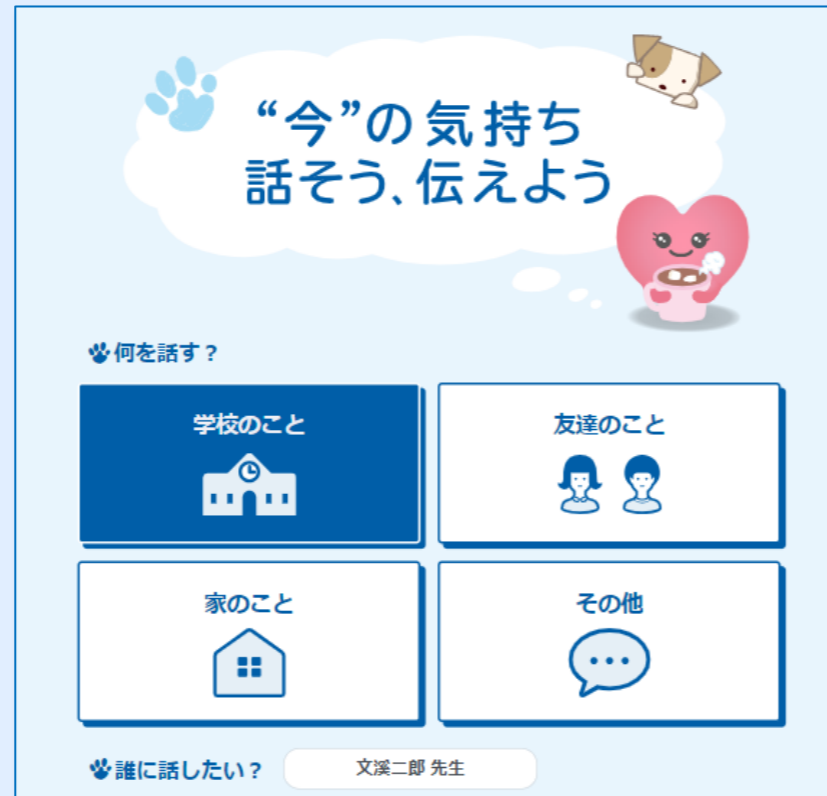 “今”の気持ち
話そう、伝えよう
何を話す？
学校のこと
友達のこと
家のこと
その他
誰に話したい？
文溪二郎 先生